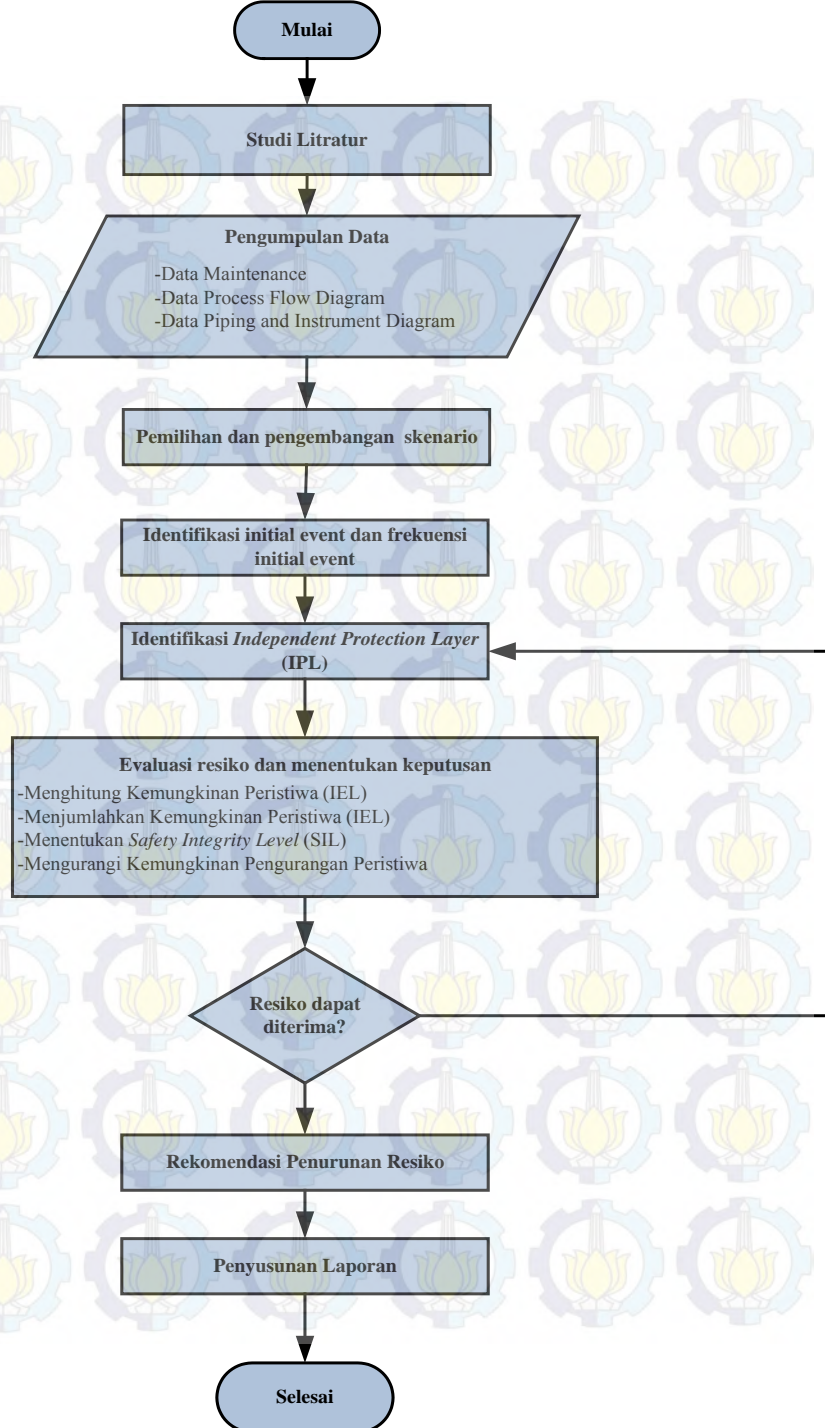 Mulai
Studi Litratur
Pengumpulan Data
-Data Maintenance
-Data Process Flow Diagram
-Data Piping and Instrument Diagram
Pemilihan dan pengembangan skenario
Identifikasi initial event dan frekuensi
initial event
Identifikasi Independent Protection Layer
(IPL)
Evaluasi resiko dan menentukan keputusan
-Menghitung Kemungkinan Peristiwa (IEL)
-Menjumlahkan Kemungkinan Peristiwa (IEL)
-Menentukan Safety Integrity Level (SIL)
-Mengurangi Kemungkinan Pengurangan Peristiwa
Resiko dapat
diterima?
Rekomendasi Penurunan Resiko
Penyusunan Laporan
Selesai